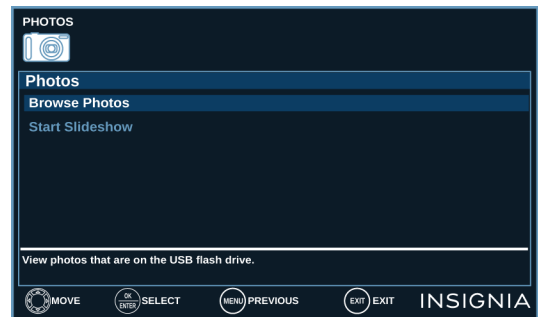 PHOTOS
Photos
Browse Photos
Start Slideshow
View photos that are on the USB flash drive.
MOVE OK ENTER SELECT MENU PREVIOUS EXIT EXIT INSIGNIA